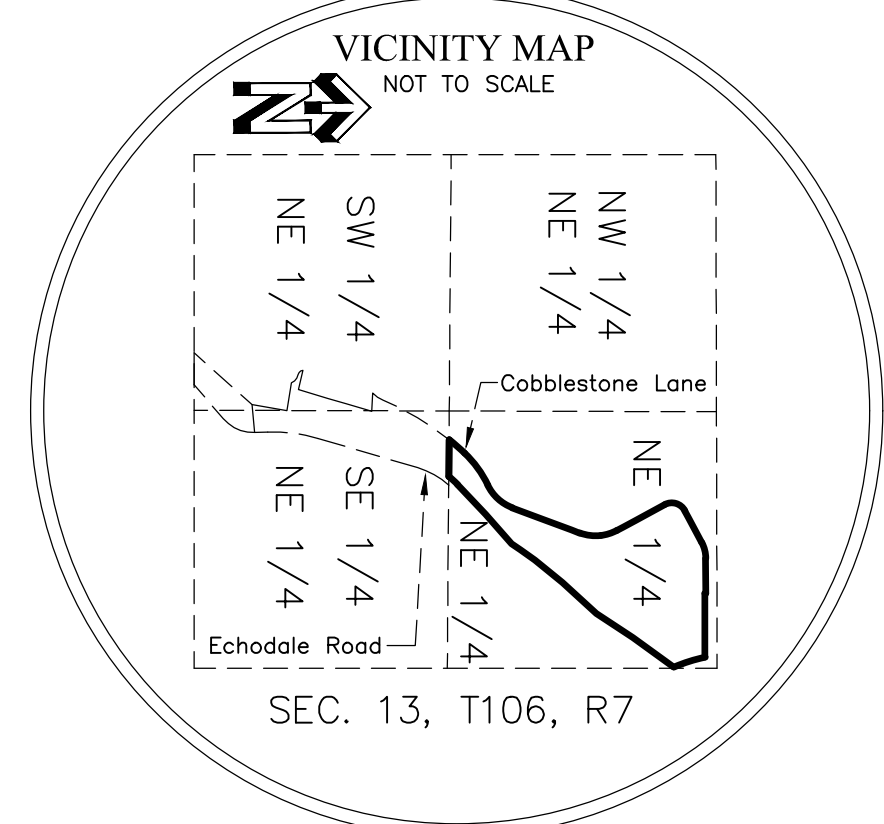 VICINITY MAP
NOT TO SCALE
N
SW 1/4
NE 1/4
NW 1/4
NE 1/4
Cobblestone Lane
SE 1/4
NE 1/4
NE 1/4
NE 1/4
Echodale Road
SEC. 13, T106, R7